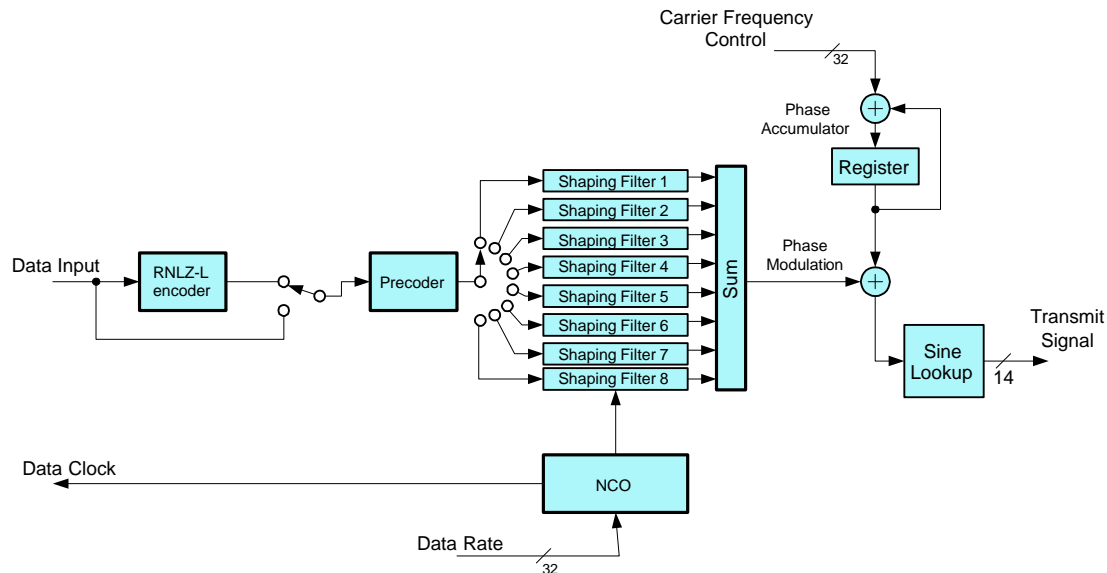 Carrier Frequency
Control
32
Phase
Accumulator
Register
Shaping Filter 1
Shaping Filter 2
Shaping Filter 3
Shaping Filter 4
Shaping Filter 5
Shaping Filter 6
Shaping Filter 7
Shaping Filter 8
Sum
Data Input
RNLZ-L
encoder
Precoder
Phase
Modulation
Sine
Lookup
14
Transmit
Signal
Data Clock
NCO
Data Rate
32